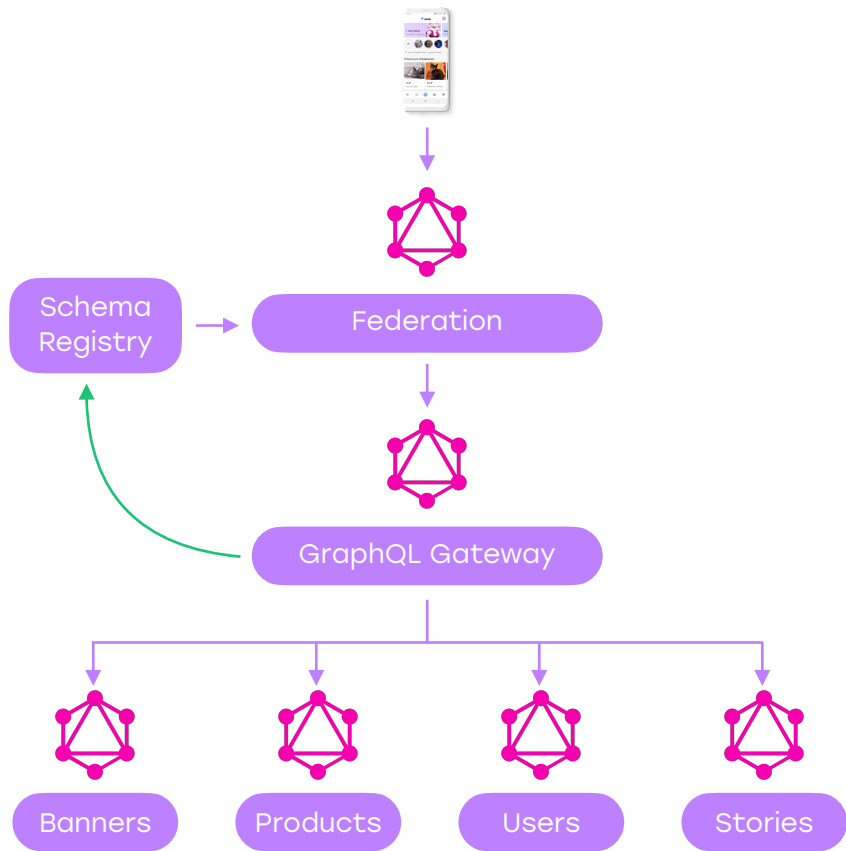 Schema
Registry
Federation
GraphQL Gateway
Banners
Products
Users
Stories